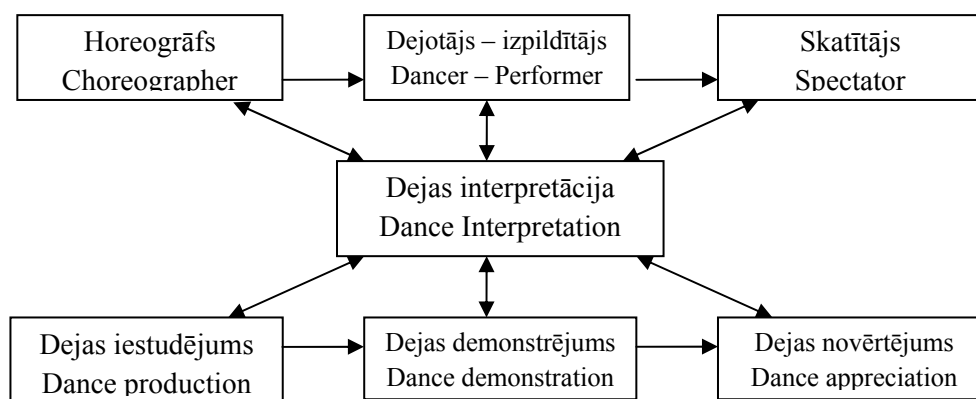 Horeogrāfs
Choreographer
Dejotājs – izpildītājs
Dancer – Performer
Skatītājs
Spectator
Dejas interpretācija
Dance Interpretation
Dejas iestudējums
Dance production
Dejas demonstrējums
Dance demonstration
Dejas novērtējums
Dance appreciation